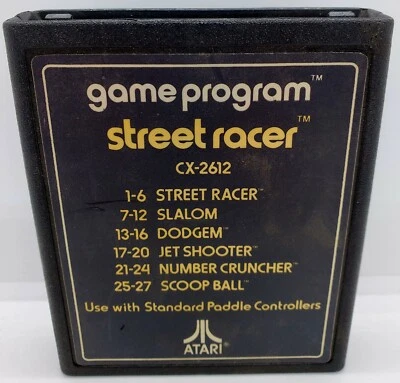 game program™
street racer™
CX-2612
1-6 STREET RACER™
7-12 SLALOM
13-16 DODGEM™
17-20 JET SHOOTER™
21-24 NUMBER CRUNCHER™
25-27 SCOOP BALL™
Use with Standard Paddle Controllers
ATARI